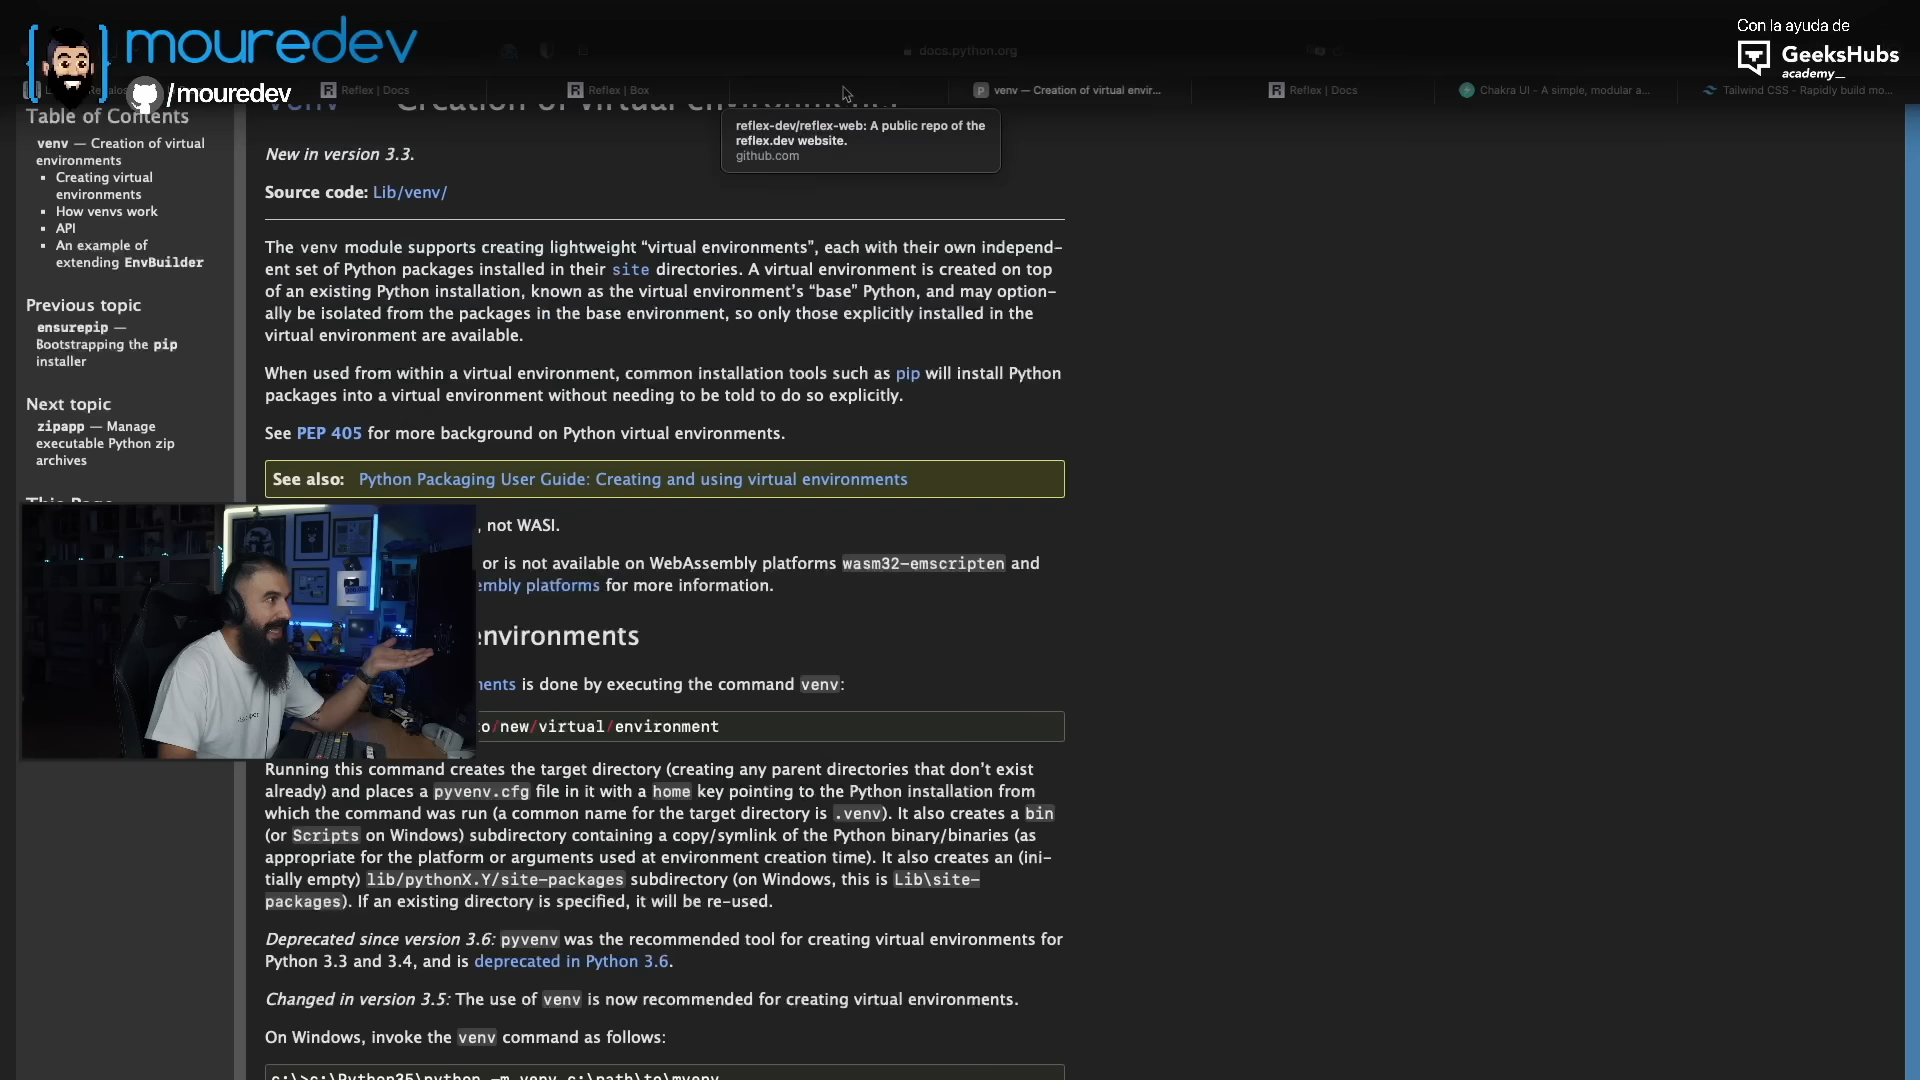 mouredev
/mouredev
Con la ayuda de
GeeksHubs
academy_
docs.python.org
Reflex | Docs
Reflex | Box
venv — Creation of virtual envir...
Reflex | Docs
Chakra UI - A simple, modular a...
Tailwind CSS - Rapidly build mo...
reflex-dev/reflex-web: A public repo of the
reflex.dev website.
github.com
Table of Contents
venv — Creation of virtual
environments
Creating virtual
environments
How venvs work
API
An example of
extending EnvBuilder
Previous topic
ensurepip —
Bootstrapping the pip
installer
Next topic
zipapp — Manage
executable Python zip
archives
This Page
venv — Creation of virtual environments
New in version 3.3.
Source code: Lib/venv/
The venv module supports creating lightweight “virtual environments”, each with their own independ-
ent set of Python packages installed in their site directories. A virtual environment is created on top
of an existing Python installation, known as the virtual environment’s “base” Python, and may option-
ally be isolated from the packages in the base environment, so only those explicitly installed in the
virtual environment are available.
When used from within a virtual environment, common installation tools such as pip will install Python
packages into a virtual environment without needing to be told to do so explicitly.
See PEP 405 for more background on Python virtual environments.
See also: Python Packaging User Guide: Creating and using virtual environments
, not WASI.
or is not available on WebAssembly platforms wasm32-emscripten and
embly platforms for more information.
environments
ments is done by executing the command venv:
to/new/virtual/environment
Running this command creates the target directory (creating any parent directories that don’t exist
already) and places a pyvenv.cfg file in it with a home key pointing to the Python installation from
which the command was run (a common name for the target directory is .venv). It also creates a bin
(or Scripts on Windows) subdirectory containing a copy/symlink of the Python binary/binaries (as
appropriate for the platform or arguments used at environment creation time). It also creates an (ini-
tially empty) lib/pythonX.Y/site-packages subdirectory (on Windows, this is Lib\site-
packages). If an existing directory is specified, it will be re-used.
Deprecated since version 3.6: pyvenv was the recommended tool for creating virtual environments for
Python 3.3 and 3.4, and is deprecated in Python 3.6.
Changed in version 3.5: The use of venv is now recommended for creating virtual environments.
On Windows, invoke the venv command as follows:
c:\>c:\Python35\python -m venv c:\path\to\myenv